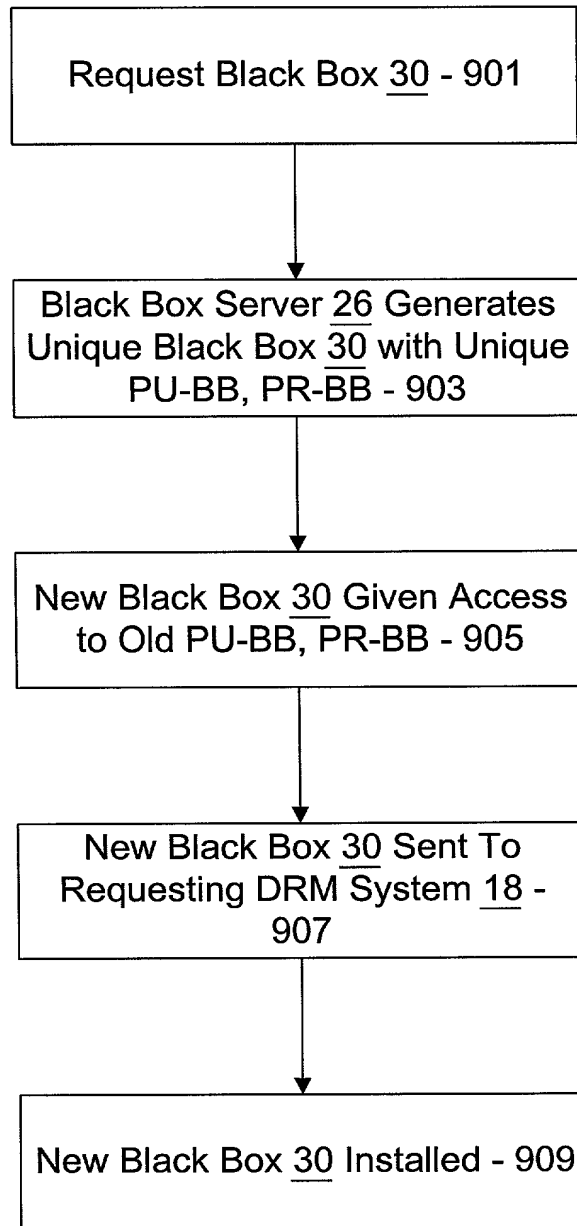 Request Black Box 30 - 901
Black Box Server 26 Generates
Unique Black Box 30 with Unique
PU-BB, PR-BB - 903
New Black Box 30 Given Access
to Old PU-BB, PR-BB - 905
New Black Box 30 Sent To
Requesting DRM System 18 -
907
New Black Box 30 Installed - 909